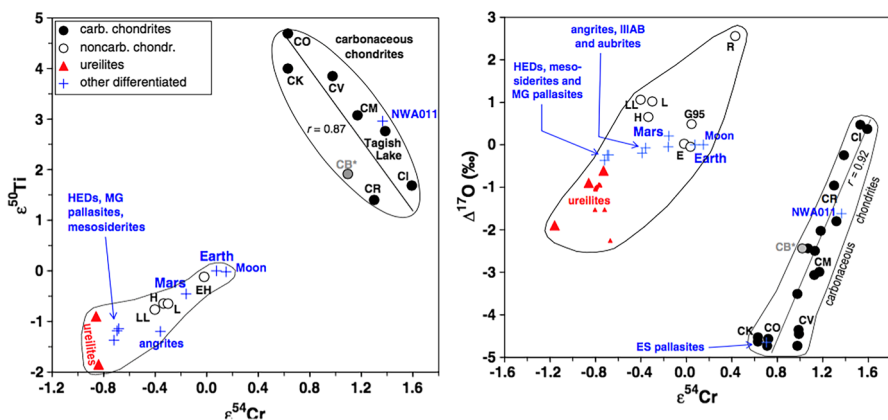 carb. chondrites
noncarb. chondr.
ureilites
other differentiated
carbonaceous
chondrites
CO
CK
CV
CM
NWA011
Tagish
Lake
r = 0.87
CB*
CR
CI
HEDs, MG
pallasites,
mesosiderites
Earth
Moon
Mars
EH
H
L
LL
ureilites
angrites
5
4
3
2
1
0
-1
-2
ε50Ti
-0.8
-0.4
0.0
0.4
0.8
1.2
1.6
ε54Cr
angrites, IIIAB
and aubrites
R
HEDs, meso-
siderites and
MG pallasites
LL
L
H
G95
Mars
Moon
E
Earth
ureilites
CI
r = 0.92
CR
NWA011
chondrites
CB*
CM
carbonaceous
CV
CK
CO
ES pallasites
3
2
1
0
-1
-2
-3
-4
-5
Δ17O (‰)
-1.6
-1.2
-0.8
-0.4
0.0
0.4
0.8
1.2
1.6
ε54Cr